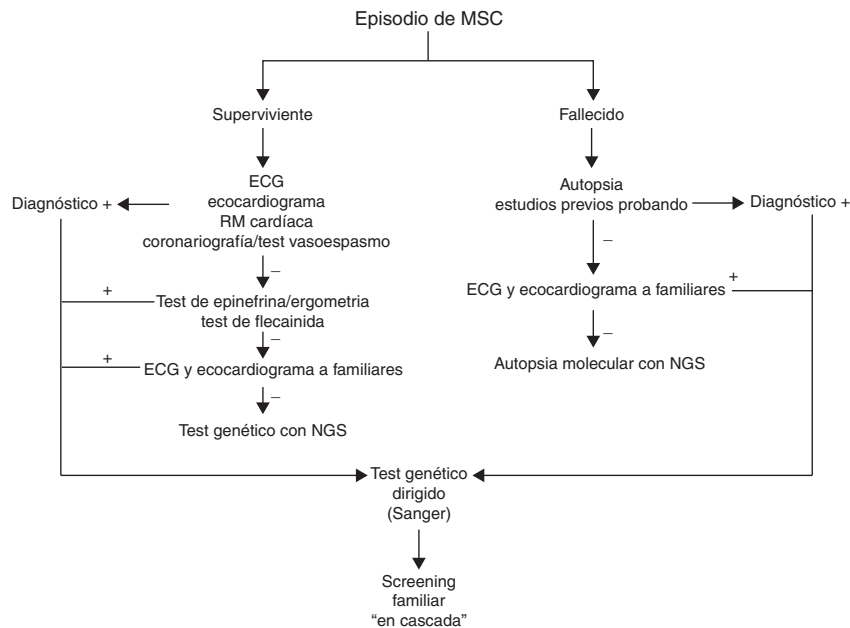 Episodio de MSC
Superviviente
Fallecido
ECG
ecocardiograma
RM cardíaca
coronariografía/test vasoespasmo
Diagnóstico +
Autopsia
estudios previos probando
Diagnóstico +
–
–
+
Test de epinefrina/ergometria
test de flecainida
ECG y ecocardiograma a familiares
+
–
–
+
ECG y ecocardiograma a familiares
Autopsia molecular con NGS
–
Test genético con NGS
Test genético
dirigido
(Sanger)
Screening
familiar
“en cascada”